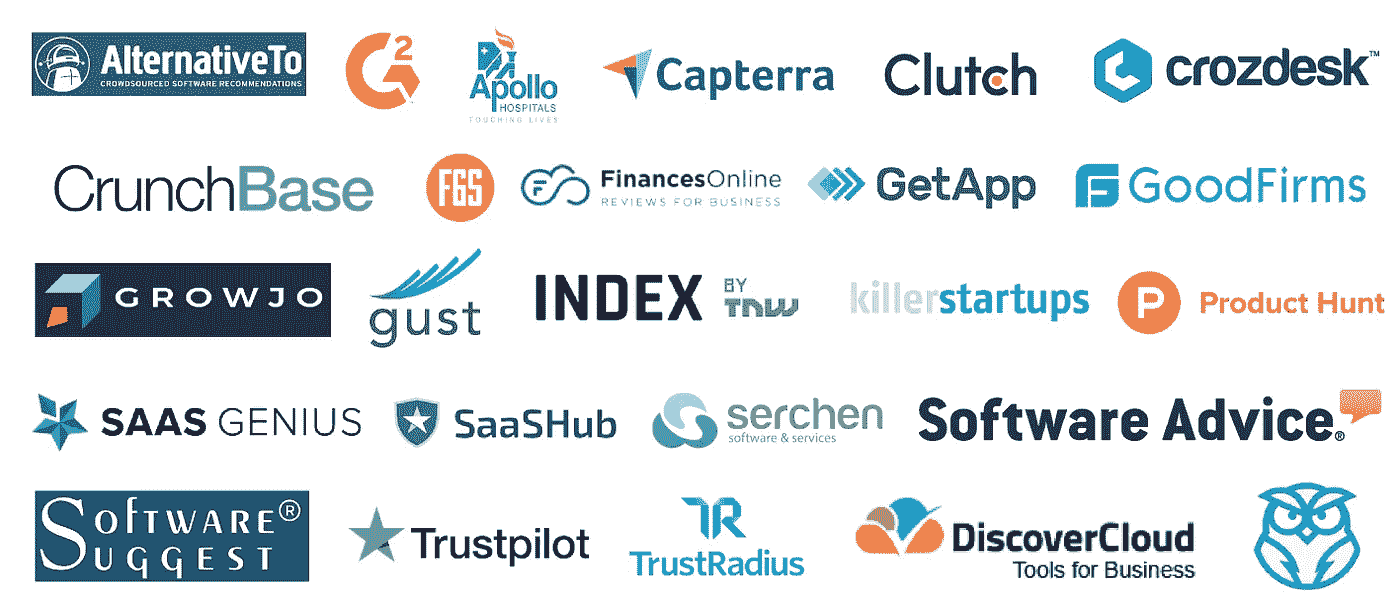 AlternativeTo
CROWDSOURCED SOFTWARE RECOMMENDATIONS
G2
Apollo
HOSPITALS
TOUCHING LIVES
Capterra
Clutch
crozdesk™
CrunchBase
FGS
FinancesOnline
REVIEWS FOR BUSINESS
GetApp
GoodFirms
GROWJO
gust
INDEX
BY
TNW
killerstartups
P
Product Hunt
SAAS GENIUS
SaaSHub
serchen
software & services
Software Advice®
Software®
Suggest
Trustpilot
TR
TrustRadius
DiscoverCloud
Tools for Business